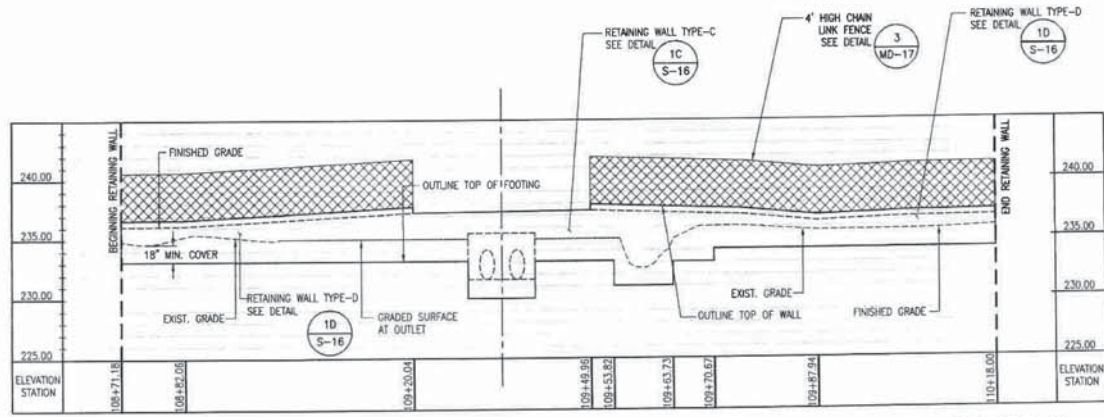 RETAINING WALL TYPE-C
SEE DETAIL
1C
S-16
4' HIGH CHAIN
LINK FENCE
SEE DETAIL
3
MD-17
RETAINING WALL TYPE-D
SEE DETAIL
1D
S-16
BEGINNING RETAINING WALL
FINISHED GRADE
OUTLINE TOP OF FOOTING
END RETAINING WALL
240.00
240.00
235.00
235.00
18" MIN. COVER
230.00
230.00
EXIST. GRADE
RETAINING WALL TYPE-D
SEE DETAIL
1D
S-16
GRADED SURFACE
AT OUTLET
OUTLINE TOP OF WALL
EXIST. GRADE
FINISHED GRADE
225.00
225.00
ELEVATION
STATION
108+71.18
108+82.06
109+20.04
109+49.96
109+53.82
109+63.73
109+70.67
109+87.94
110+18.00
ELEVATION
STATION